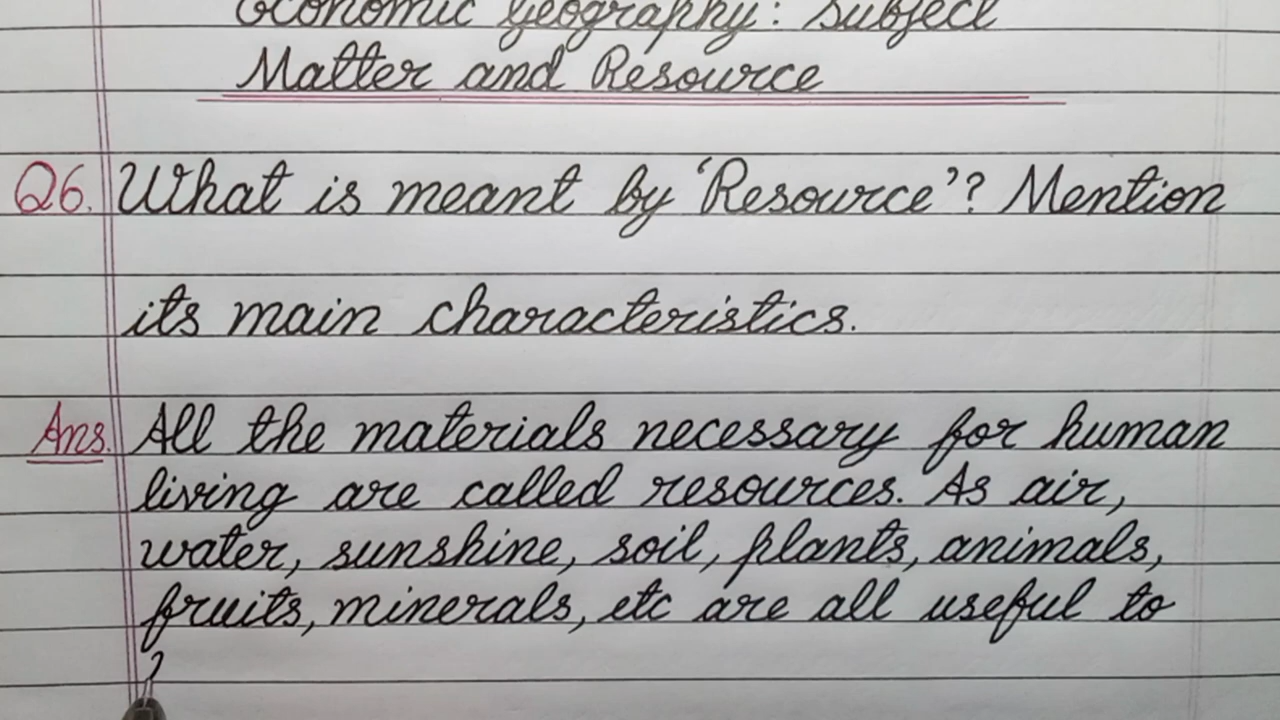 Economic Geography: Subject
Matter and Resource
Q6. What is meant by 'Resource'? Mention
its main characteristics.
Ans. All the materials necessary for human
living are called resources. As air,
water, sunshine, soil, plants, animals,
fruits, minerals, etc are all useful to